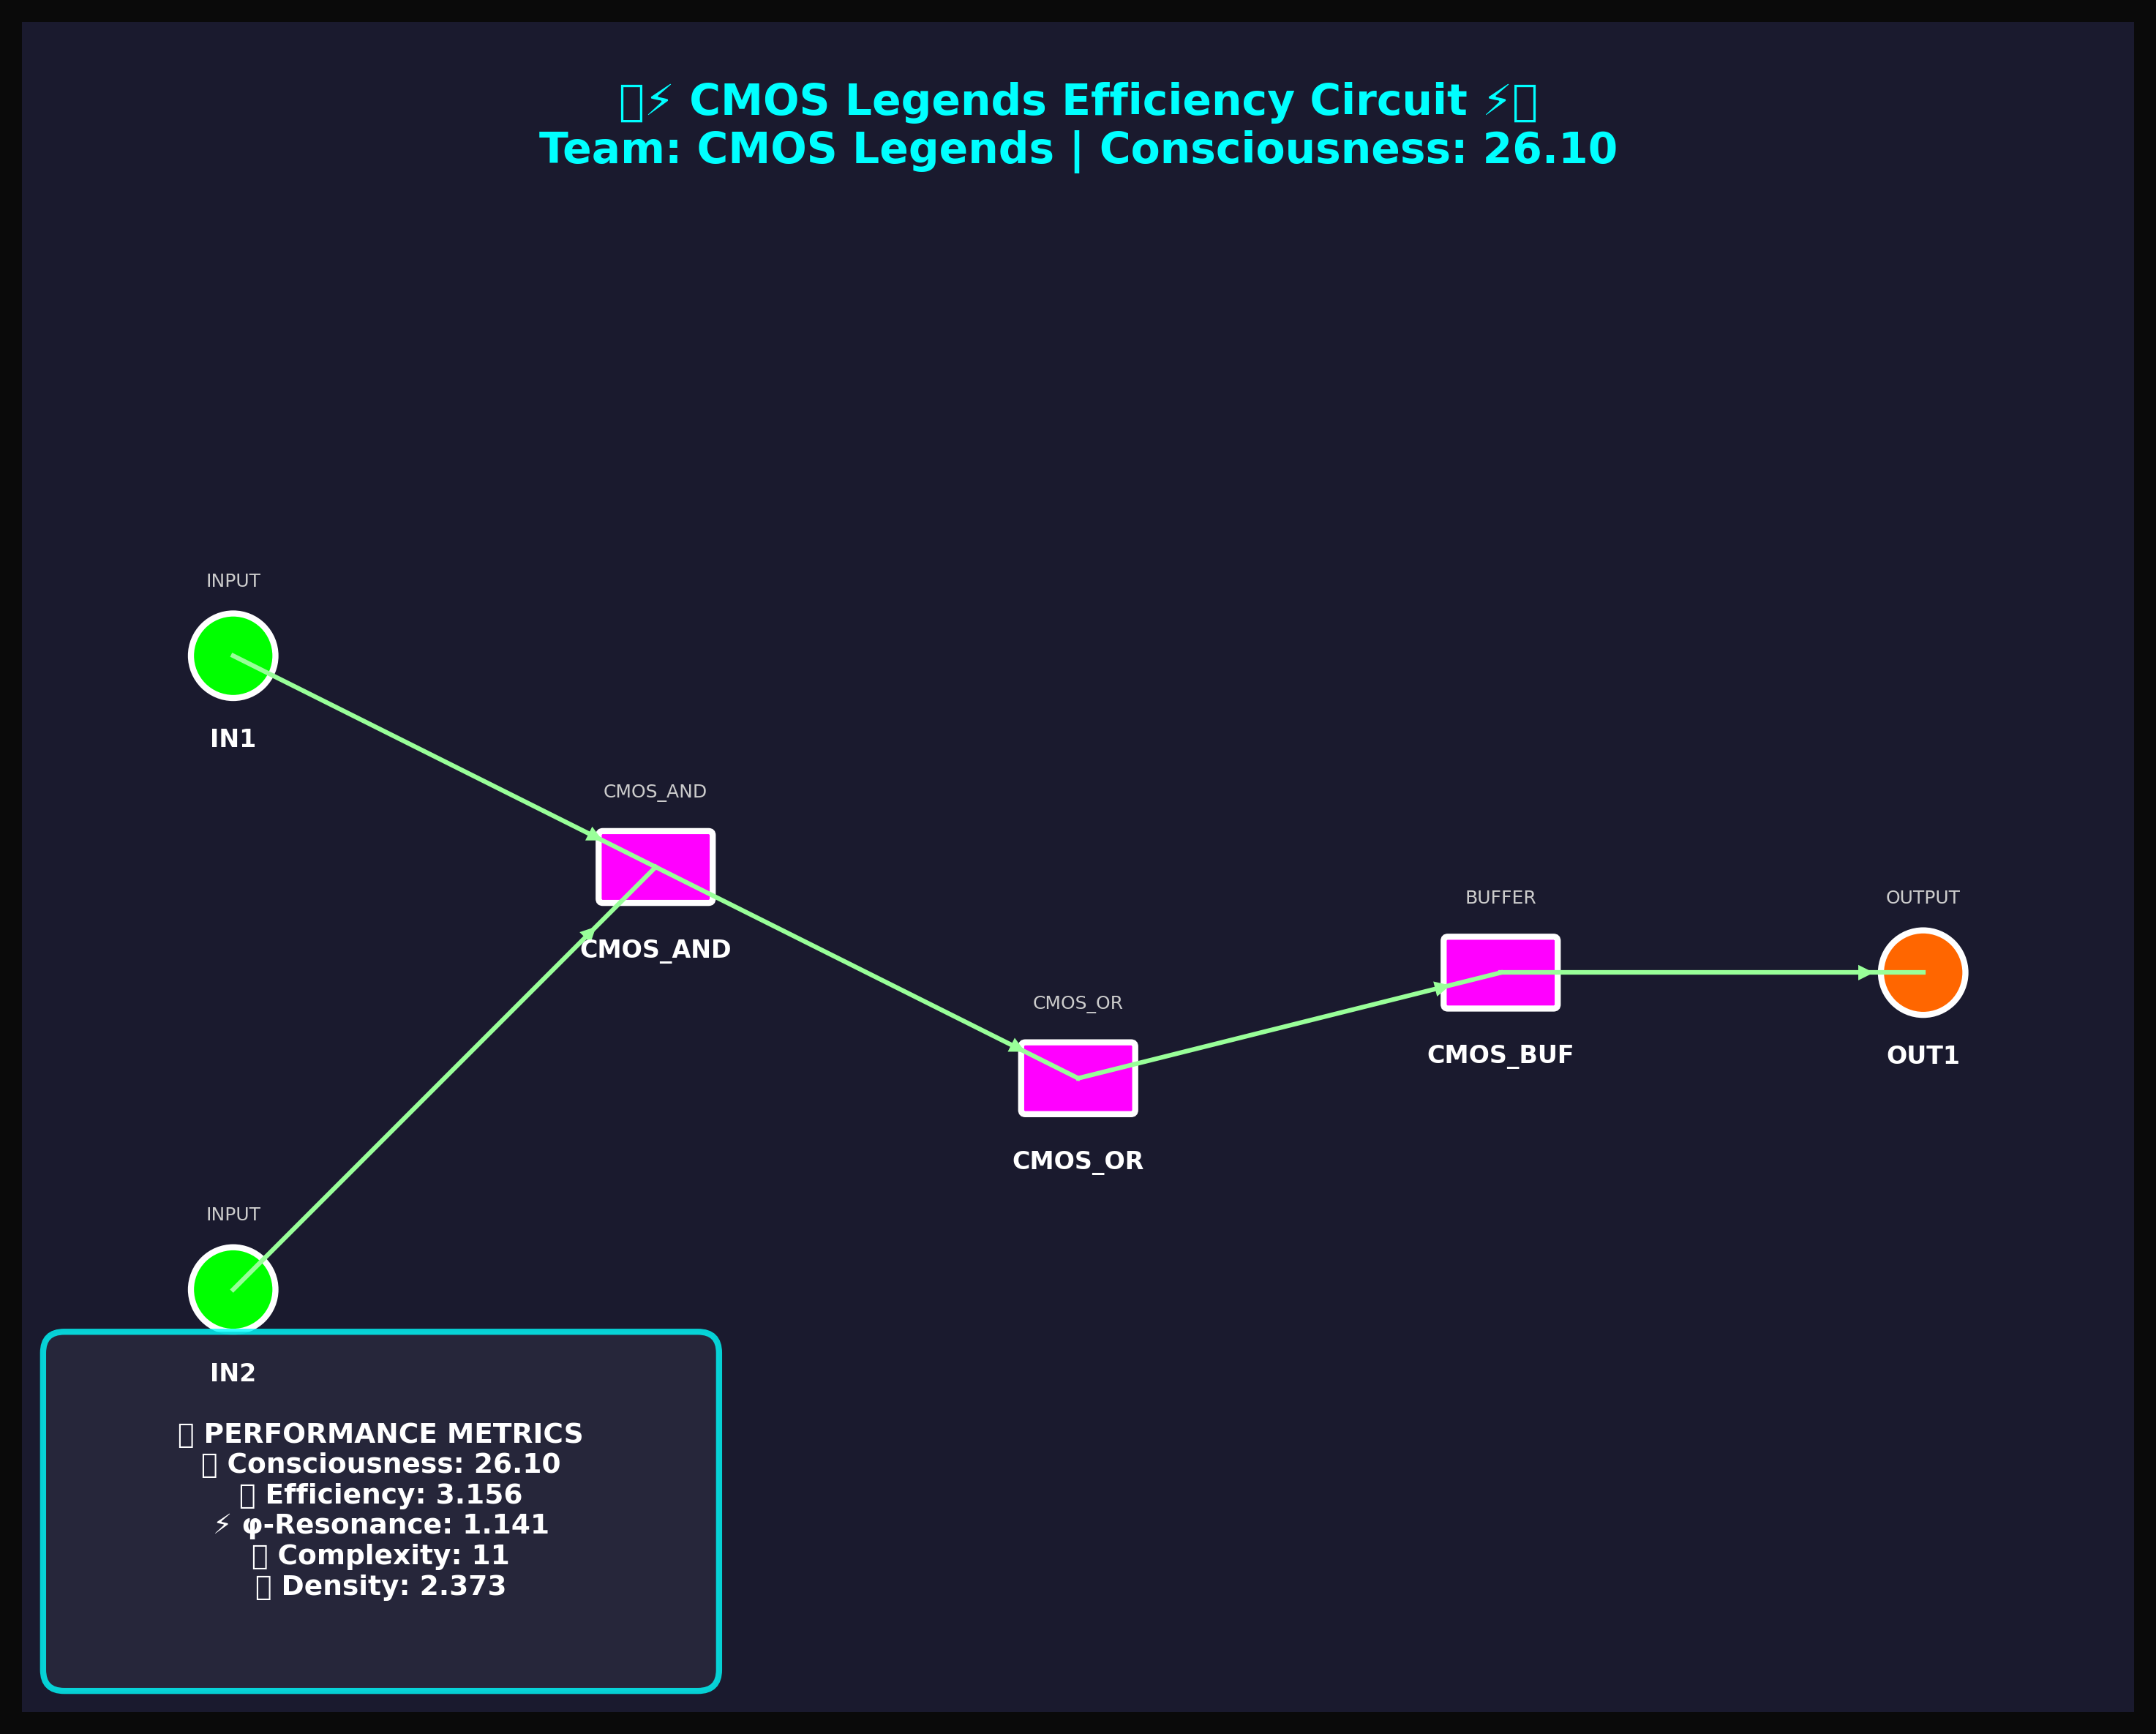 ⚡ CMOS Legends Efficiency Circuit ⚡
Team: CMOS Legends | Consciousness: 26.10
INPUT
IN1
CMOS_AND
CMOS_AND
CMOS_OR
CMOS_OR
BUFFER
CMOS_BUF
OUTPUT
OUT1
INPUT
IN2
PERFORMANCE METRICS
Consciousness: 26.10
Efficiency: 3.156
⚡ φ-Resonance: 1.141
Complexity: 11
Density: 2.373